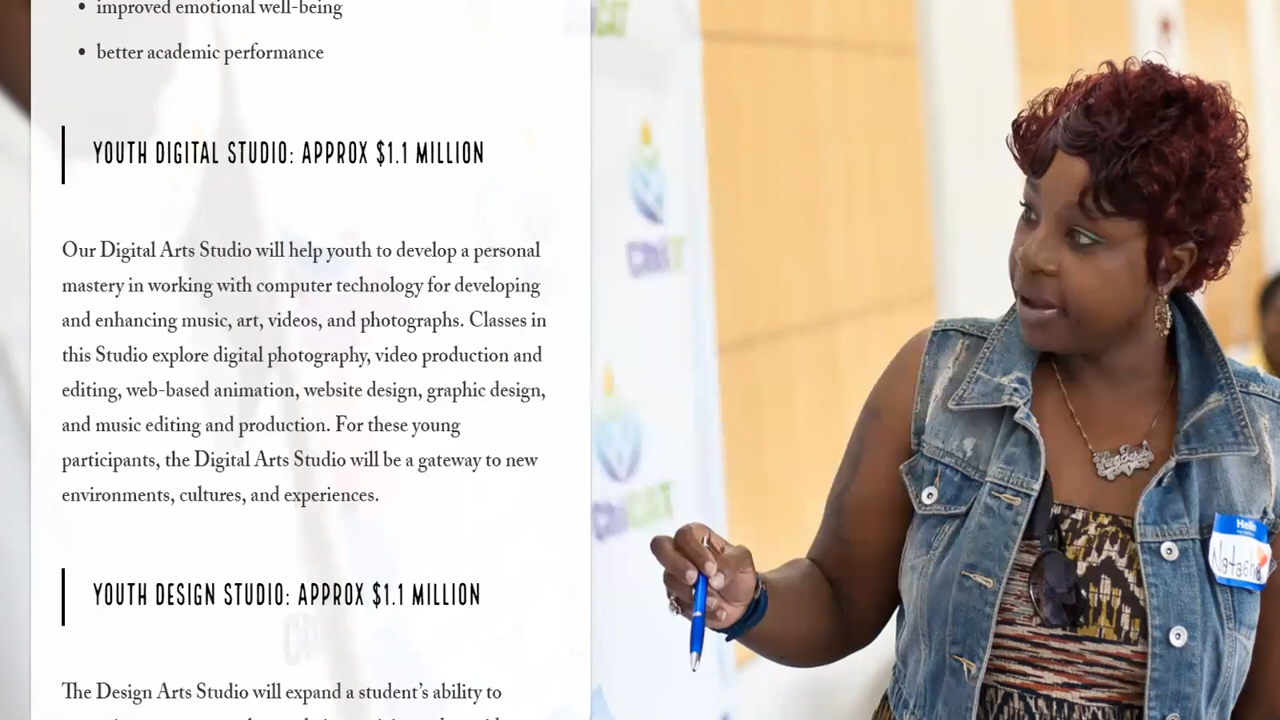 • improved emotional well-being
• better academic performance
YOUTH DIGITAL STUDIO: APPROX $1.1 MILLION
Our Digital Arts Studio will help youth to develop a personal
mastery in working with computer technology for developing
and enhancing music, art, videos, and photographs. Classes in
this Studio explore digital photography, video production and
editing, web-based animation, website design, graphic design,
and music editing and production. For these young
participants, the Digital Arts Studio will be a gateway to new
environments, cultures, and experiences.
YOUTH DESIGN STUDIO: APPROX $1.1 MILLION
The Design Arts Studio will expand a student’s ability to
Hello